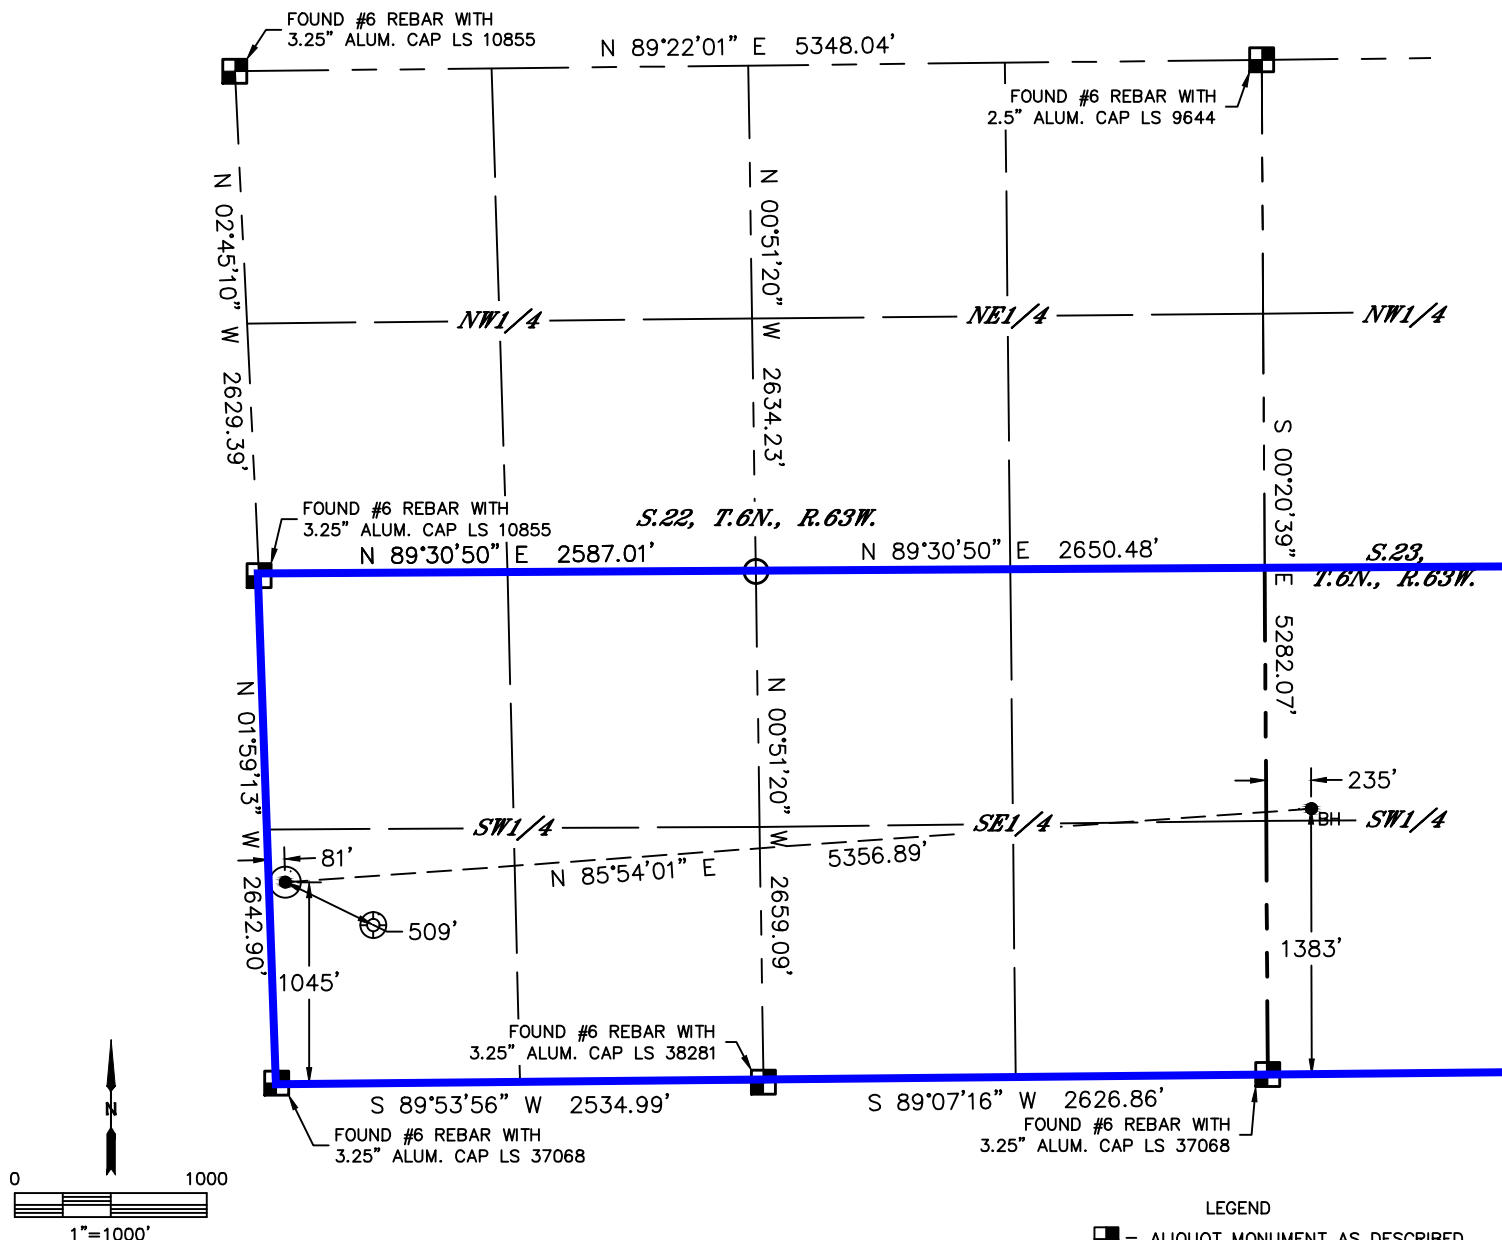 FOUND #6 REBAR WITH
3.25" ALUM. CAP LS 10855
N 89°22'01" E 5348.04'
FOUND #6 REBAR WITH
2.5" ALUM. CAP LS 9644
N 02°45'10" W 2629.39'
N 00°51'20" W 2634.23'
NW1/4
NE1/4
NW1/4
S 00°20'39" E 5282.07'
FOUND #6 REBAR WITH
3.25" ALUM. CAP LS 10855
S.22, T.6N., R.63W.
N 89°30'50" E 2587.01'
N 89°30'50" E 2650.48'
S.23,
T.6N., R.63W.
N 01°59'13" W 2642.90'
N 00°51'20" W 2659.09'
235'
BH
SW1/4
SE1/4
SW1/4
81'
N 85°54'01" E 5356.89'
509'
1045'
1383'
FOUND #6 REBAR WITH
3.25" ALUM. CAP LS 38281
S 89°53'56" W 2534.99'
S 89°07'16" W 2626.86'
FOUND #6 REBAR WITH
3.25" ALUM. CAP LS 37068
FOUND #6 REBAR WITH
3.25" ALUM. CAP LS 37068
N
0 1000
1"=1000'
LEGEND
= ALIQUOT MONUMENT AS DESCRIBED